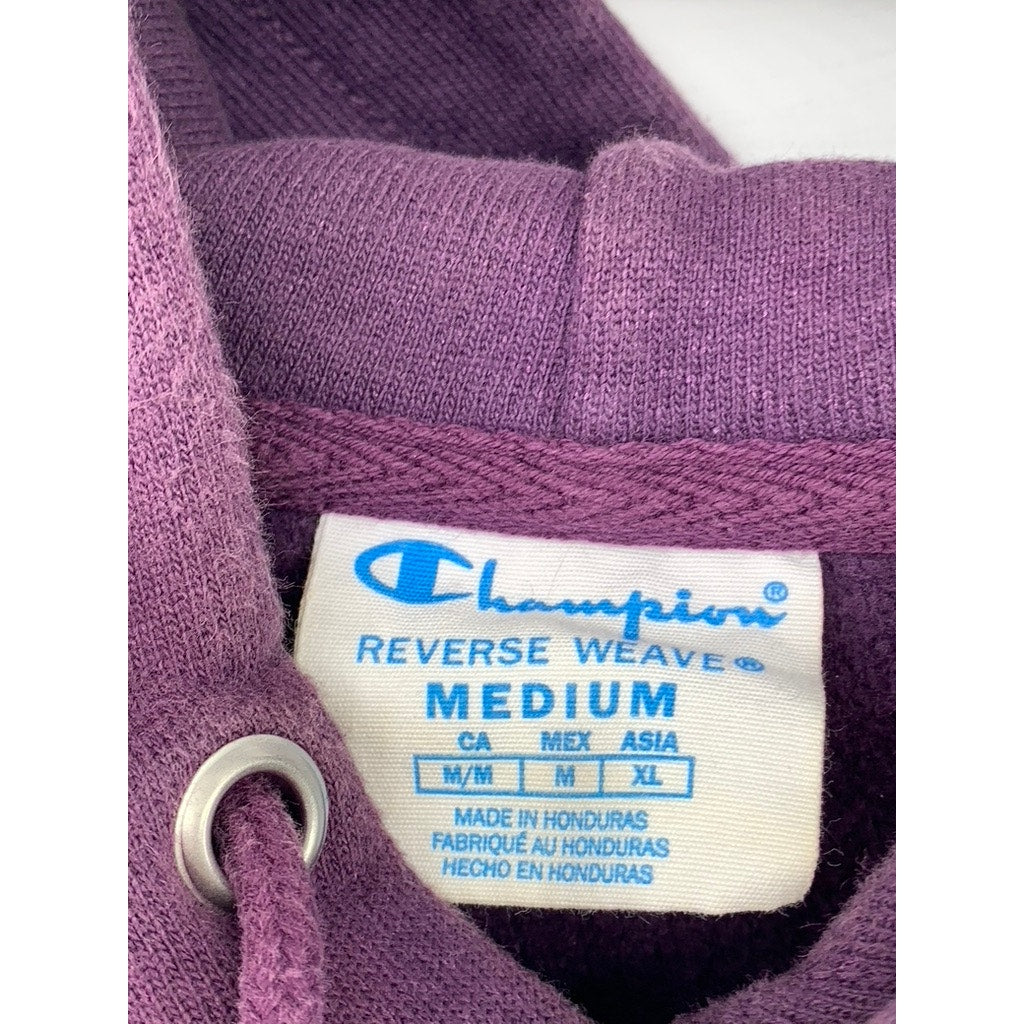 Champion®
REVERSE WEAVE®
MEDIUM
CA MEX ASIA
M/M M XL
MADE IN HONDURAS
FABRIQUÉ AU HONDURAS
HECHO EN HONDURAS